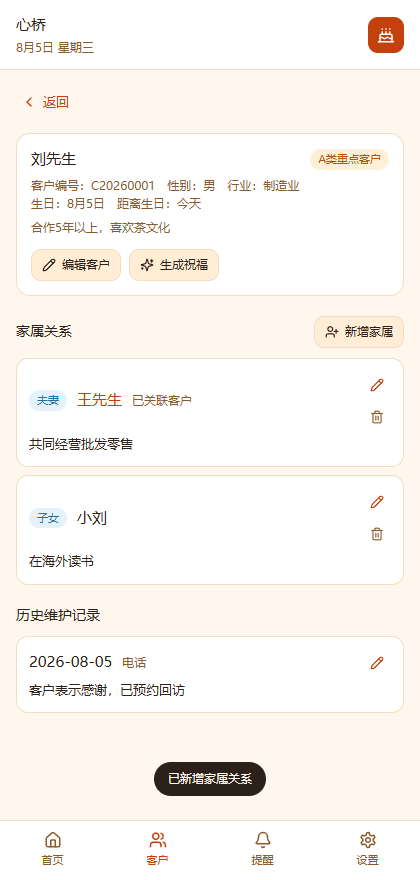 心桥
8月5日 星期三
返回
刘先生
A类重点客户
客户编号：C20260001 性别：男 行业：制造业
生日：8月5日 距离生日：今天
合作5年以上，喜欢茶文化
编辑客户 生成祝福
家属关系
新增家属
夫妻 王先生 已关联客户
共同经营批发零售
子女 小刘
在海外读书
历史维护记录
2026-08-05 电话
客户表示感谢，已预约回访
已新增家属关系
首页 客户 提醒 设置